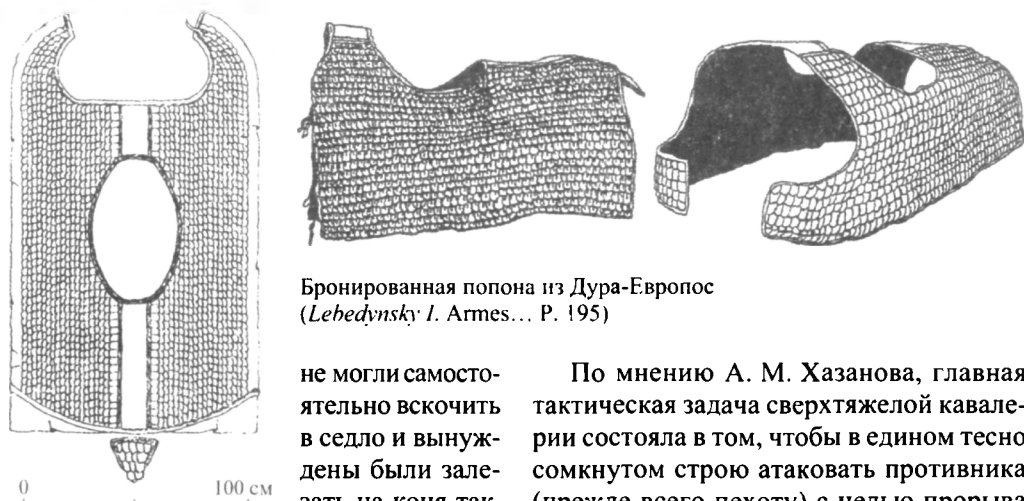 0 100 см
Бронированная попона из Дура-Европос
(Lebedynsky I. Armes... P. 195)
не могли самосто-
ятельно вскочить
в седло и вынуж-
дены были зале-
По мнению А. М. Хазанова, главная
тактическая задача сверхтяжелой кавале-
рии состояла в том, чтобы в едином тесно
сомкнутом строю атаковать противника